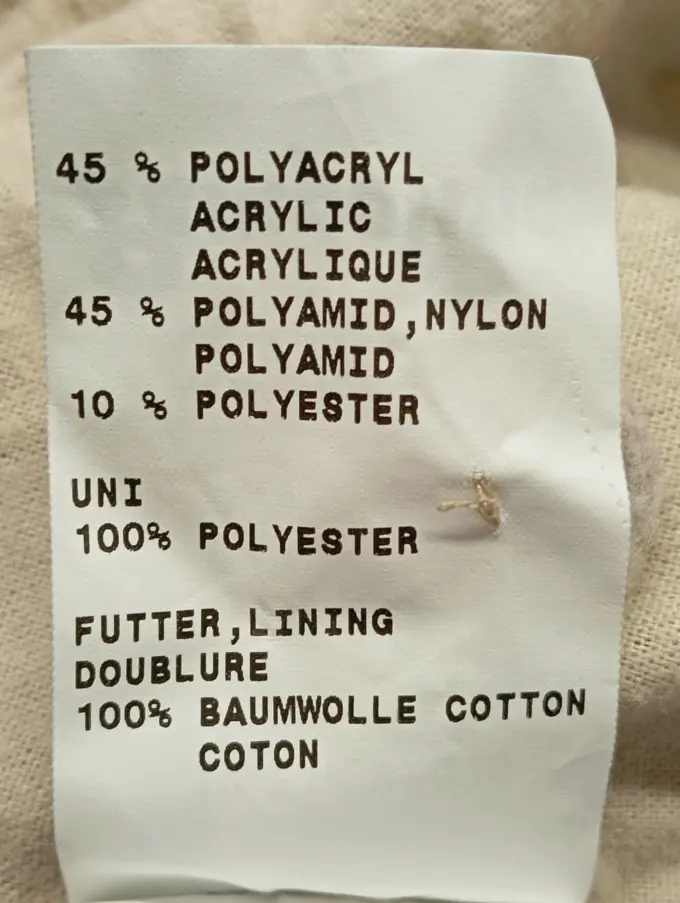 45 % POLYACRYL
ACRYLIC
ACRYLIQUE
45 % POLYAMID,NYLON
POLYAMID
10 % POLYESTER
UNI
100% POLYESTER
FUTTER,LINING
DOUBLURE
100% BAUMWOLLE COTTON
COTON